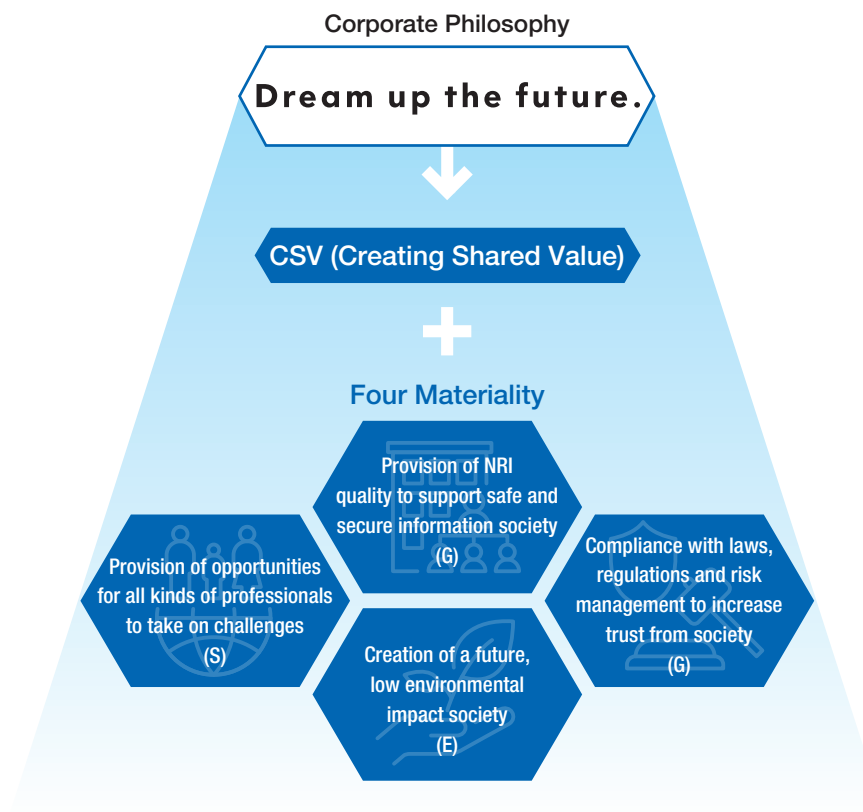 Corporate Philosophy
Dream up the future.
CSV (Creating Shared Value)
Four Materiality
Provision of NRI
quality to support safe and
secure information society
(G)
Provision of opportunities
for all kinds of professionals
to take on challenges
(S)
Compliance with laws,
regulations and risk
management to increase
trust from society
(G)
Creation of a future,
low environmental
impact society
(E)